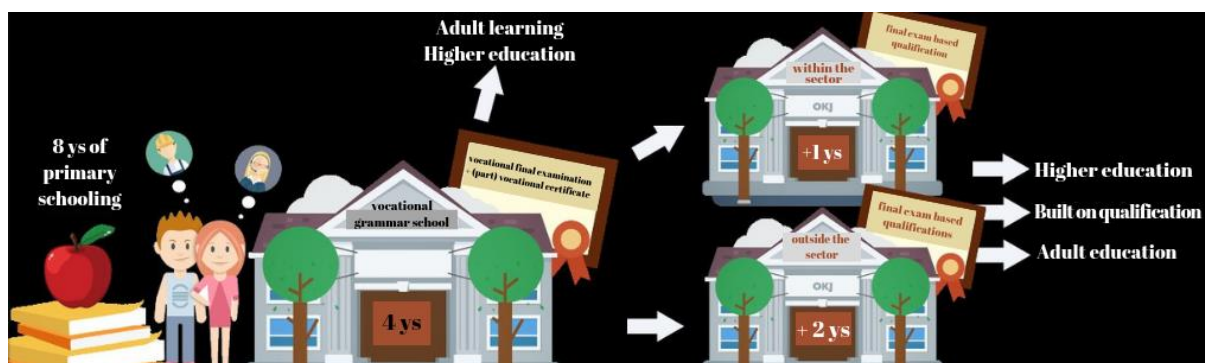 8 ys of
primary
schooling
Adult learning
Higher education
vocational final examination
+ (part) vocational certificate
vocational
grammar school
4 ys
final exam based
qualification
within the
sector
OKJ
+1 ys
final exam based
qualifications
outside the
sector
OKJ
+ 2 ys
Higher education
Built on qualification
Adult education